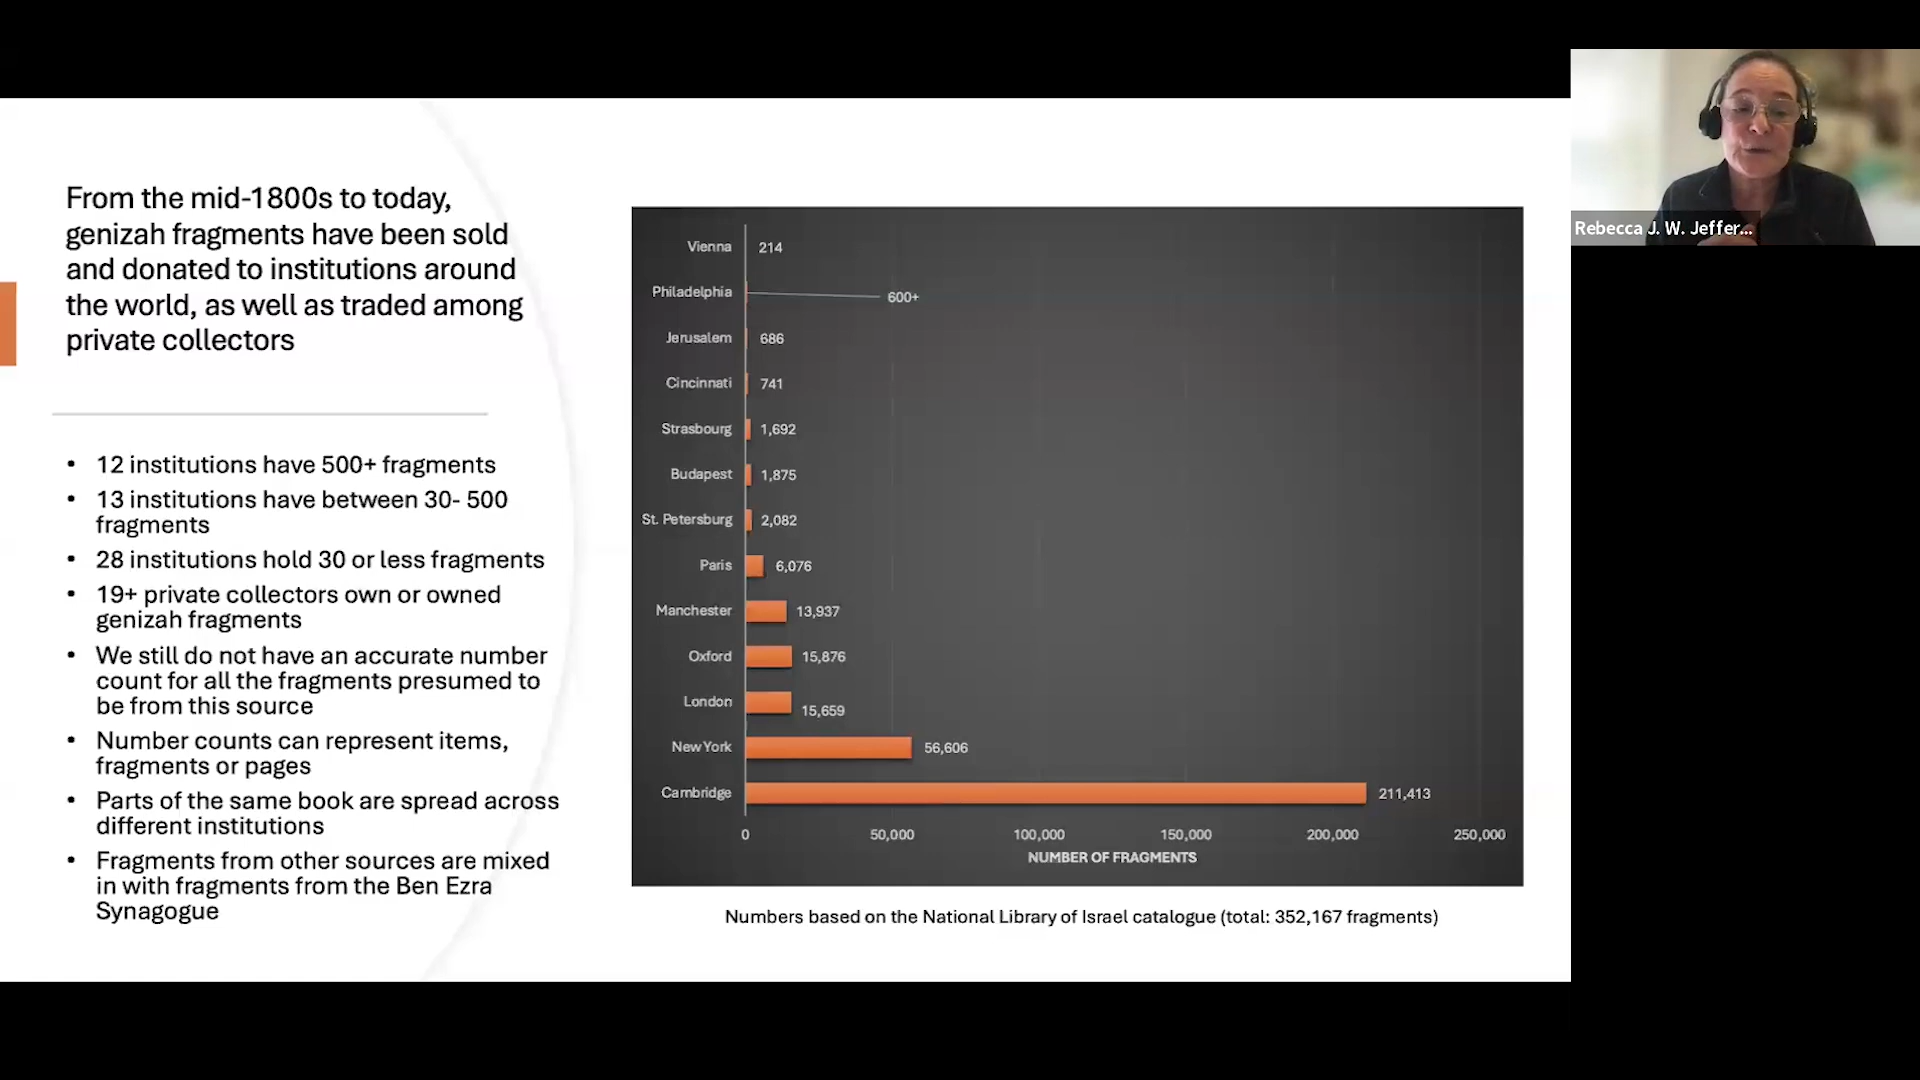 From the mid-1800s to today,
genizah fragments have been sold
and donated to institutions around
the world, as well as traded among
private collectors
• 12 institutions have 500+ fragments
• 13 institutions have between 30- 500
fragments
• 28 institutions hold 30 or less fragments
• 19+ private collectors own or owned
genizah fragments
• We still do not have an accurate number
count for all the fragments presumed to
be from this source
• Number counts can represent items,
fragments or pages
• Parts of the same book are spread across
different institutions
• Fragments from other sources are mixed
in with fragments from the Ben Ezra
Synagogue
Vienna 214
Philadelphia 600+
Jerusalem 686
Cincinnati 741
Strasbourg 1,692
Budapest 1,875
St. Petersburg 2,082
Paris 6,076
Manchester 13,937
Oxford 15,876
London 15,659
New York 56,606
Cambridge 211,413
0 50,000 100,000 150,000 200,000 250,000
NUMBER OF FRAGMENTS
Numbers based on the National Library of Israel catalogue (total: 352,167 fragments)
Rebecca J. W. Jeffer...